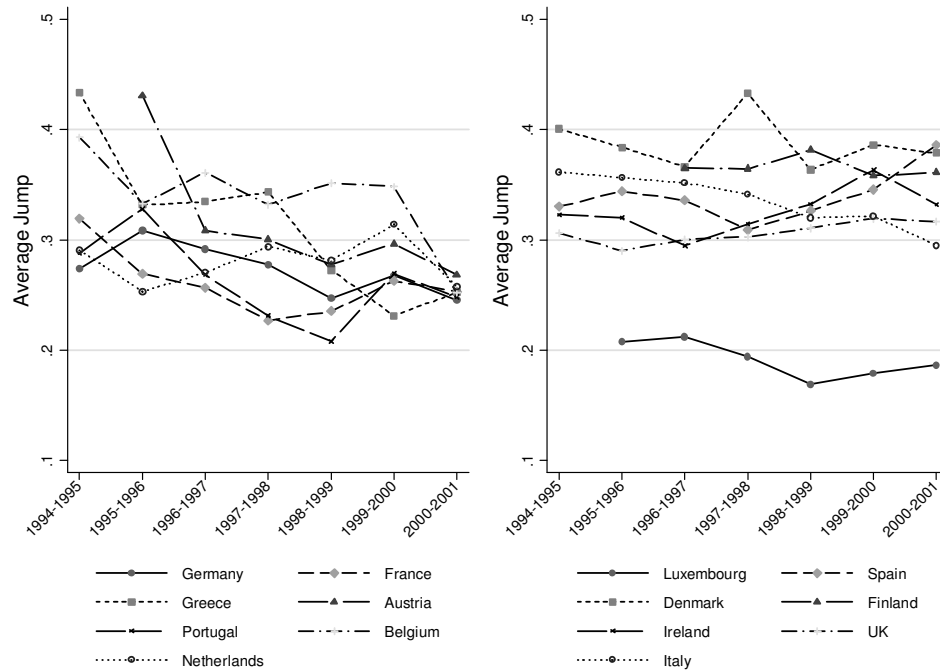 .5
.4
.3
.2
.1
Average Jump
1994-1995
1995-1996
1996-1997
1997-1998
1998-1999
1999-2000
2000-2001
Germany
France
Greece
Austria
Portugal
Belgium
Netherlands
.5
.4
.3
.2
.1
Average Jump
1994-1995
1995-1996
1996-1997
1997-1998
1998-1999
1999-2000
2000-2001
Luxembourg
Spain
Denmark
Finland
Ireland
UK
Italy